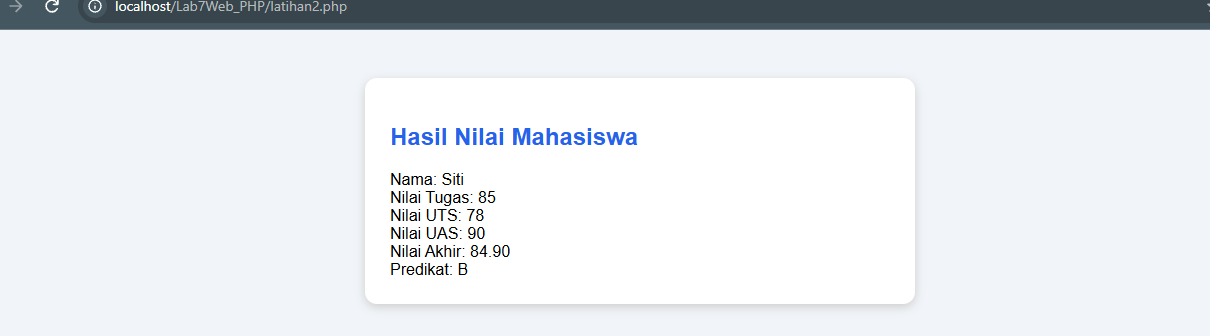 localhost/Lab7Web_PHP/latihan2.php
Hasil Nilai Mahasiswa
Nama: Siti
Nilai Tugas: 85
Nilai UTS: 78
Nilai UAS: 90
Nilai Akhir: 84.90
Predikat: B